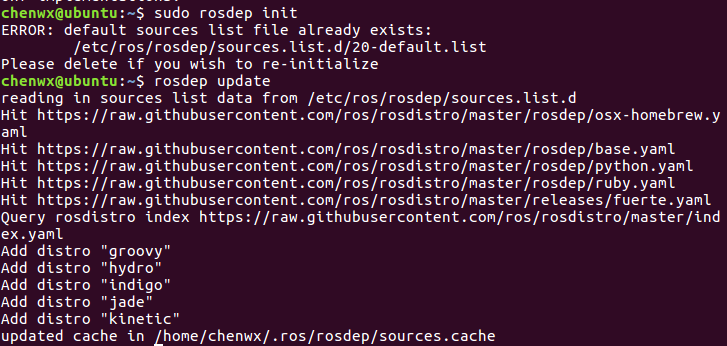 chenwx@ubuntu:~$ sudo rosdep init
ERROR: default sources list file already exists:
        /etc/ros/rosdep/sources.list.d/20-default.list
Please delete if you wish to re-initialize
chenwx@ubuntu:~$ rosdep update
reading in sources list data from /etc/ros/rosdep/sources.list.d
Hit https://raw.githubusercontent.com/ros/rosdistro/master/rosdep/osx-homebrew.y
aml
Hit https://raw.githubusercontent.com/ros/rosdistro/master/rosdep/base.yaml
Hit https://raw.githubusercontent.com/ros/rosdistro/master/rosdep/python.yaml
Hit https://raw.githubusercontent.com/ros/rosdistro/master/rosdep/ruby.yaml
Hit https://raw.githubusercontent.com/ros/rosdistro/master/releases/fuerte.yaml
Query rosdistro index https://raw.githubusercontent.com/ros/rosdistro/master/ind
ex.yaml
Add distro "groovy"
Add distro "hydro"
Add distro "indigo"
Add distro "jade"
Add distro "kinetic"
updated cache in /home/chenwx/.ros/rosdep/sources.cache